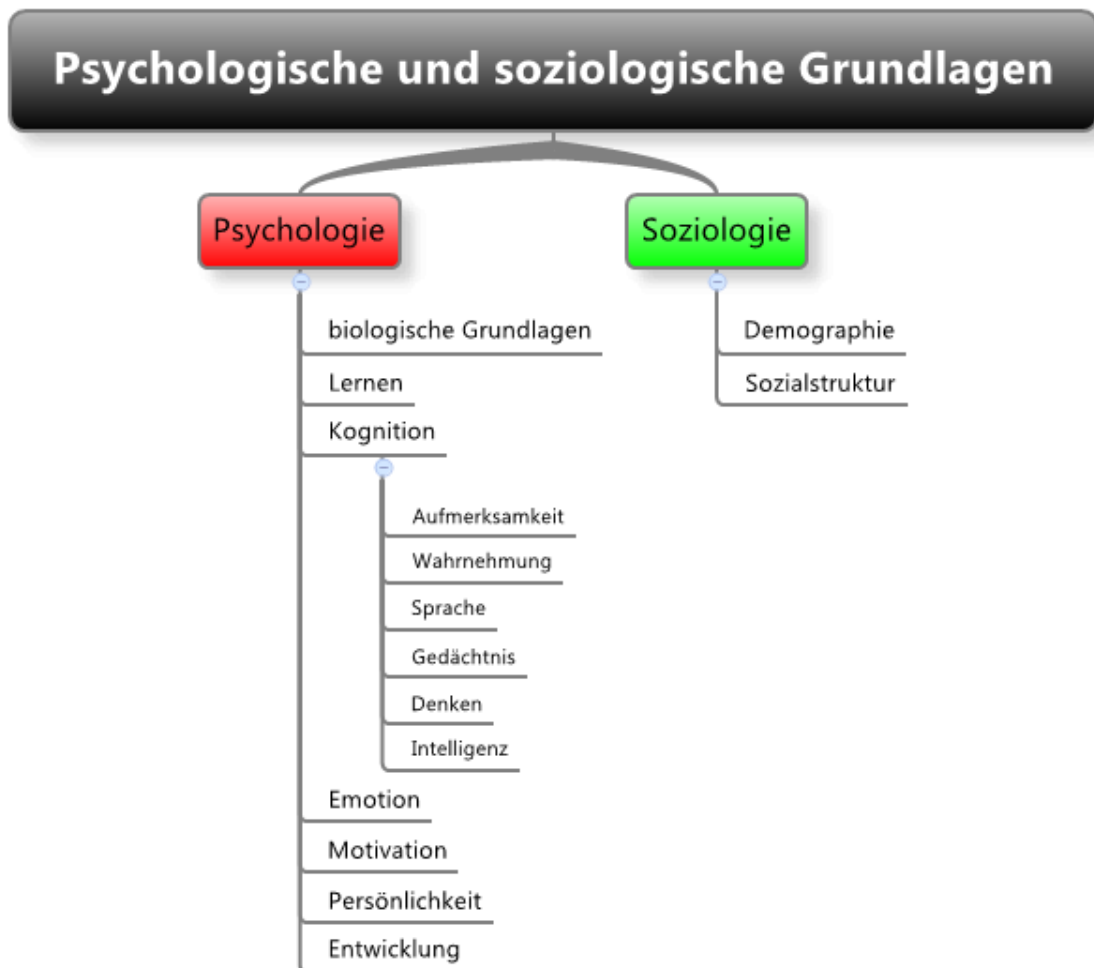 Psychologische und soziologische Grundlagen
Psychologie
biologische Grundlagen
Lernen
Kognition
Aufmerksamkeit
Wahrnehmung
Sprache
Gedächtnis
Denken
Intelligenz
Emotion
Motivation
Persönlichkeit
Entwicklung
Soziologie
Demographie
Sozialstruktur